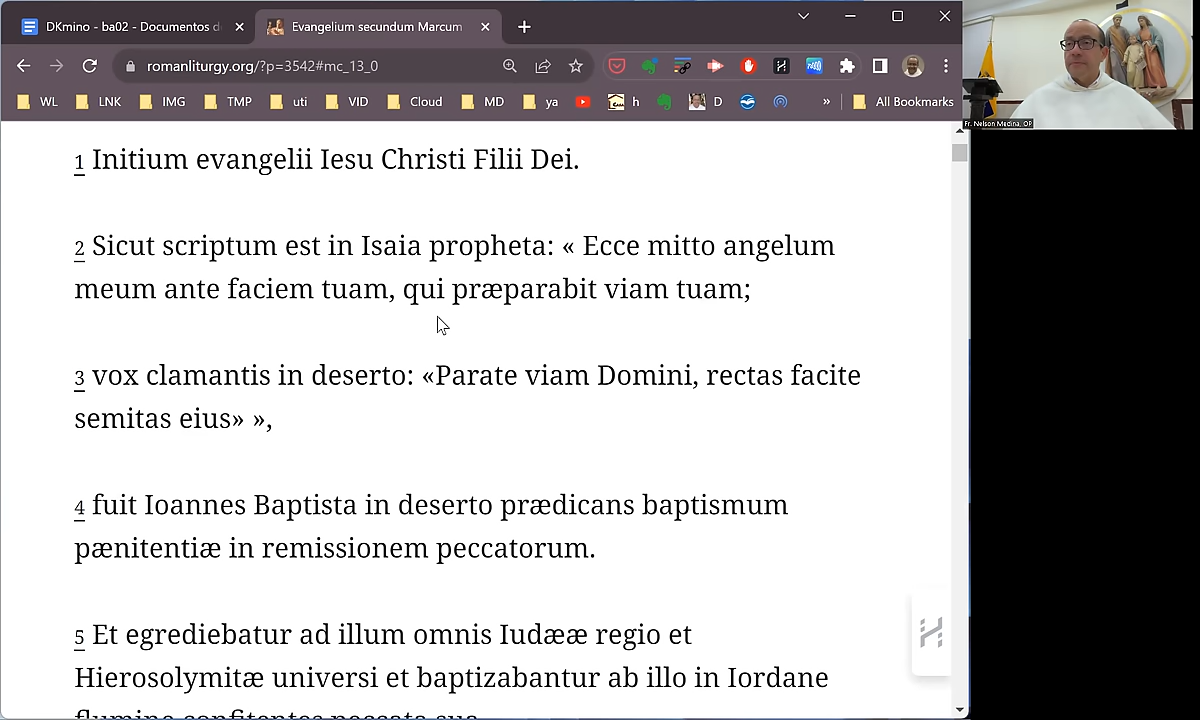 DKmino - ba02 - Documentos d
Evangelium secundum Marcum
romanliturgy.org/?p=3542#mc_13_0
WL LNK IMG TMP uti VID Cloud MD ya h D » All Bookmarks
Fr. Nelson Medina, OP
1 Initium evangelii Iesu Christi Filii Dei.
2 Sicut scriptum est in Isaia propheta: « Ecce mitto angelum
meum ante faciem tuam, qui præparabit viam tuam;
3 vox clamantis in deserto: «Parate viam Domini, rectas facite
semitas eius» »,
4 fuit Ioannes Baptista in deserto prædicans baptismum
pænitentiæ in remissionem peccatorum.
5 Et egrediebatur ad illum omnis Iudææ regio et
Hierosolymitæ universi et baptizabantur ab illo in Iordane
flumine confitentes peccata sua